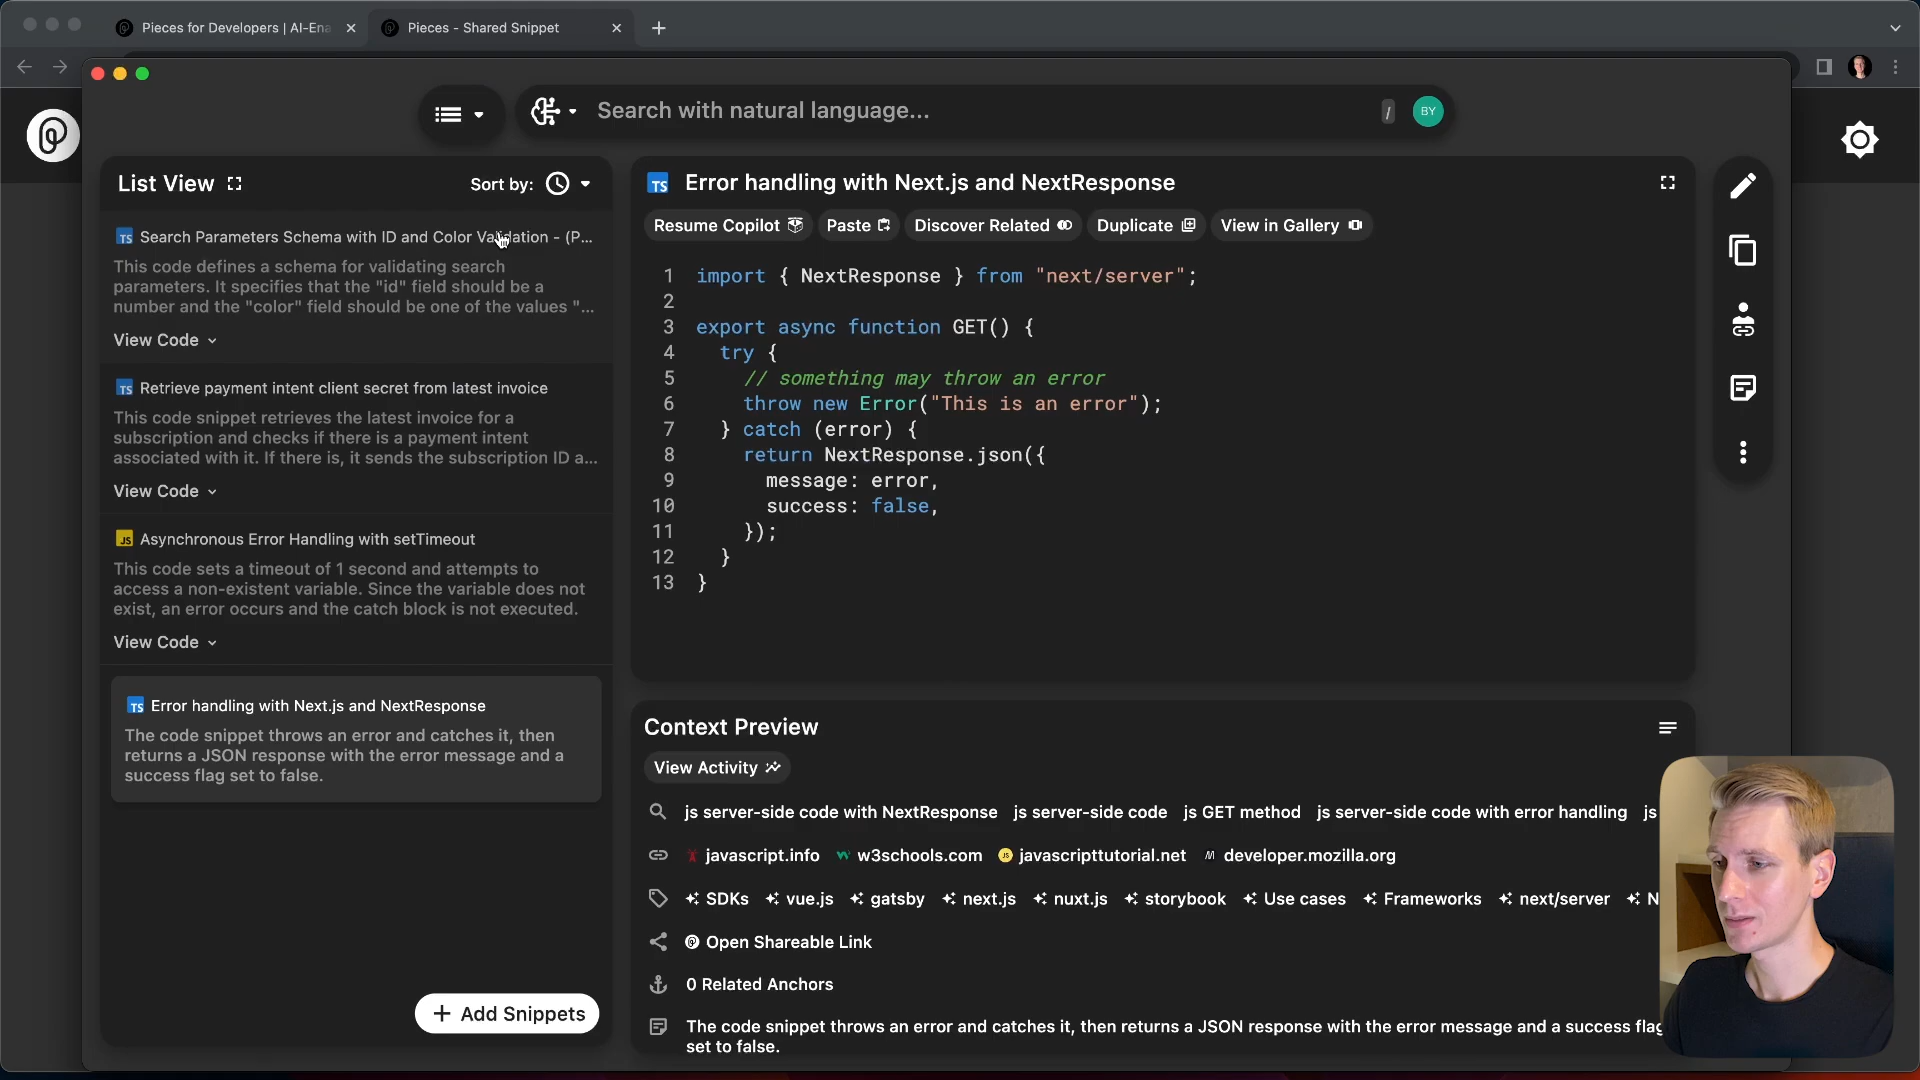 Pieces for Developers | AI-Ena
Pieces - Shared Snippet
Search with natural language...
/
BY
List View
Sort by:
TS Search Parameters Schema with ID and Color Validation - (P...
This code defines a schema for validating search
parameters. It specifies that the "id" field should be a
number and the "color" field should be one of the values "...
View Code
TS Retrieve payment intent client secret from latest invoice
This code snippet retrieves the latest invoice for a
subscription and checks if there is a payment intent
associated with it. If there is, it sends the subscription ID a...
View Code
JS Asynchronous Error Handling with setTimeout
This code sets a timeout of 1 second and attempts to
access a non-existent variable. Since the variable does not
exist, an error occurs and the catch block is not executed.
View Code
TS Error handling with Next.js and NextResponse
The code snippet throws an error and catches it, then
returns a JSON response with the error message and a
success flag set to false.
+ Add Snippets
TS Error handling with Next.js and NextResponse
Resume Copilot Paste Discover Related Duplicate View in Gallery
1 import { NextResponse } from "next/server";
2
3 export async function GET() {
4 try {
5 // something may throw an error
6 throw new Error("This is an error");
7 } catch (error) {
8 return NextResponse.json({
9 message: error,
10 success: false,
11 });
12 }
13 }
Context Preview
View Activity
js server-side code with NextResponse js server-side code js GET method js server-side code with error handling js
javascript.info w3schools.com JS javascripttutorial.net developer.mozilla.org
SDKs vue.js gatsby next.js nuxt.js storybook Use cases Frameworks next/server N
Open Shareable Link
0 Related Anchors
The code snippet throws an error and catches it, then returns a JSON response with the error message and a success flag
set to false.